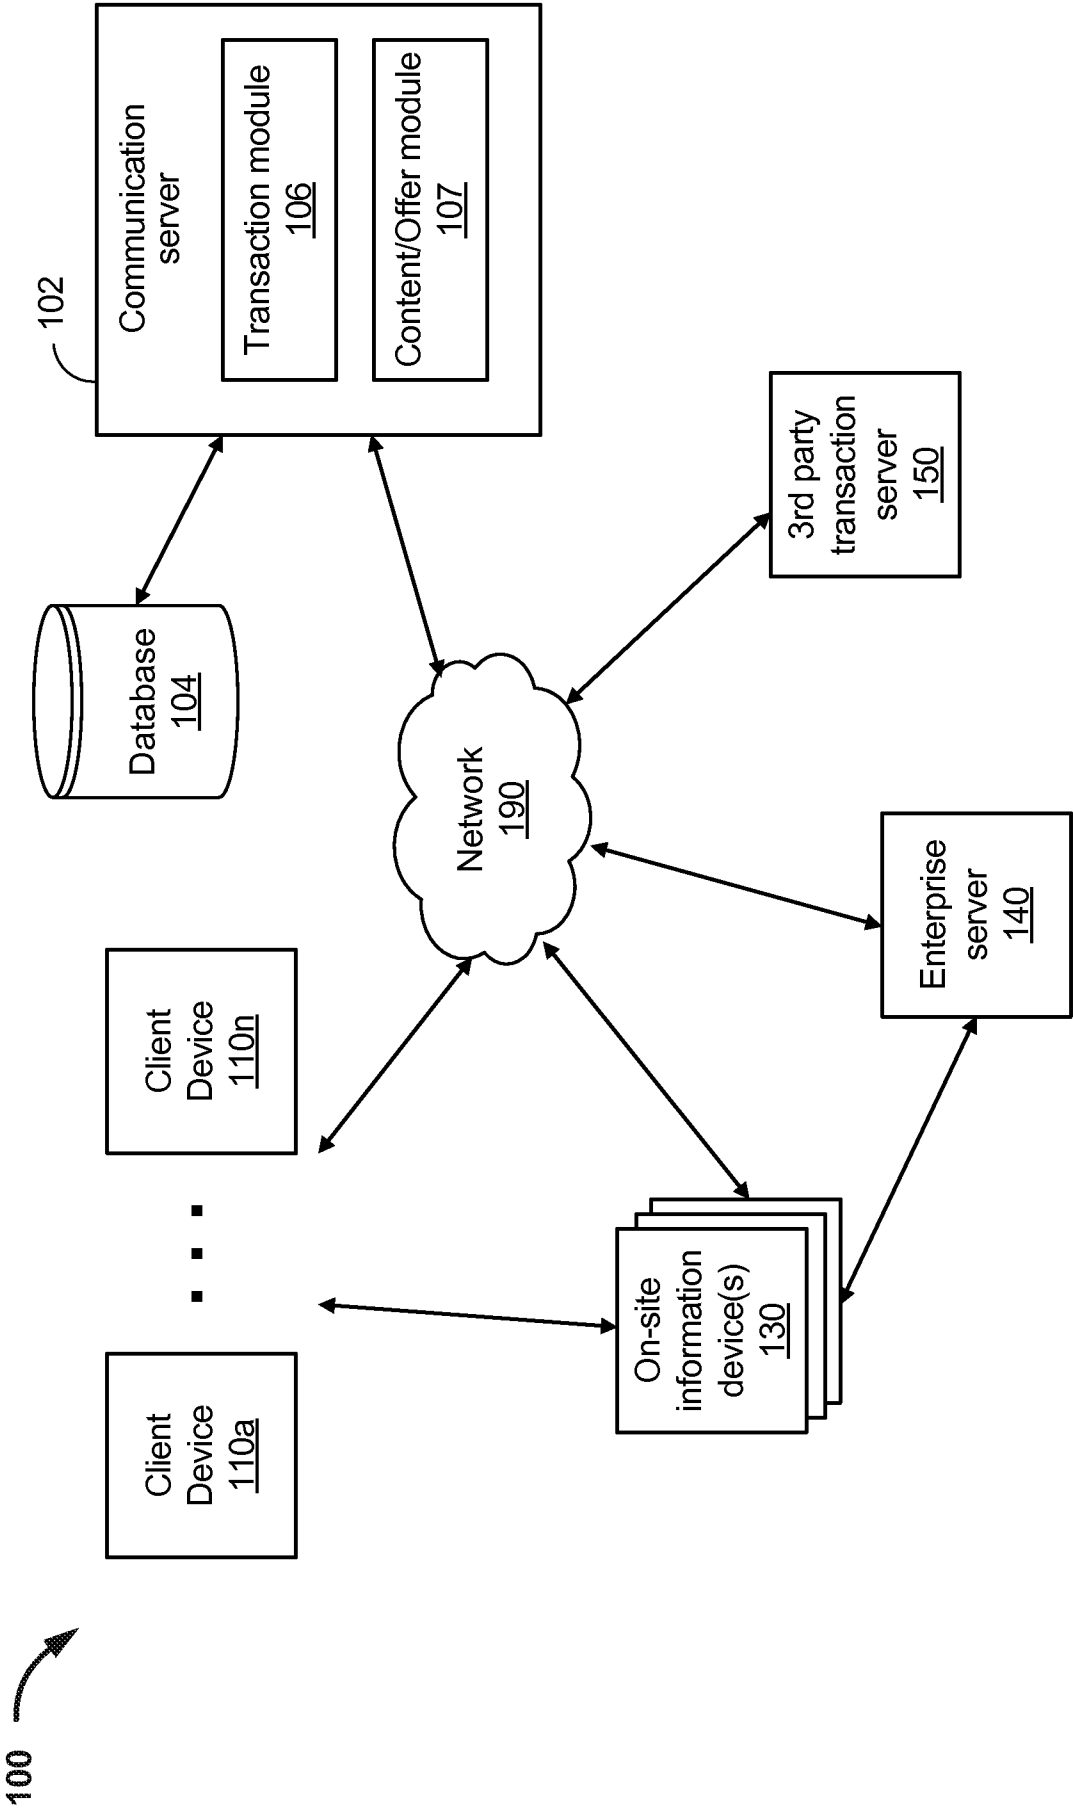 100
Client
Device
110a
Client
Device
110n
Database
104
102
Communication
server
Transaction module
106
Content/Offer module
107
Network
190
On-site
information
device(s)
130
Enterprise
server
140
3rd party
transaction
server
150